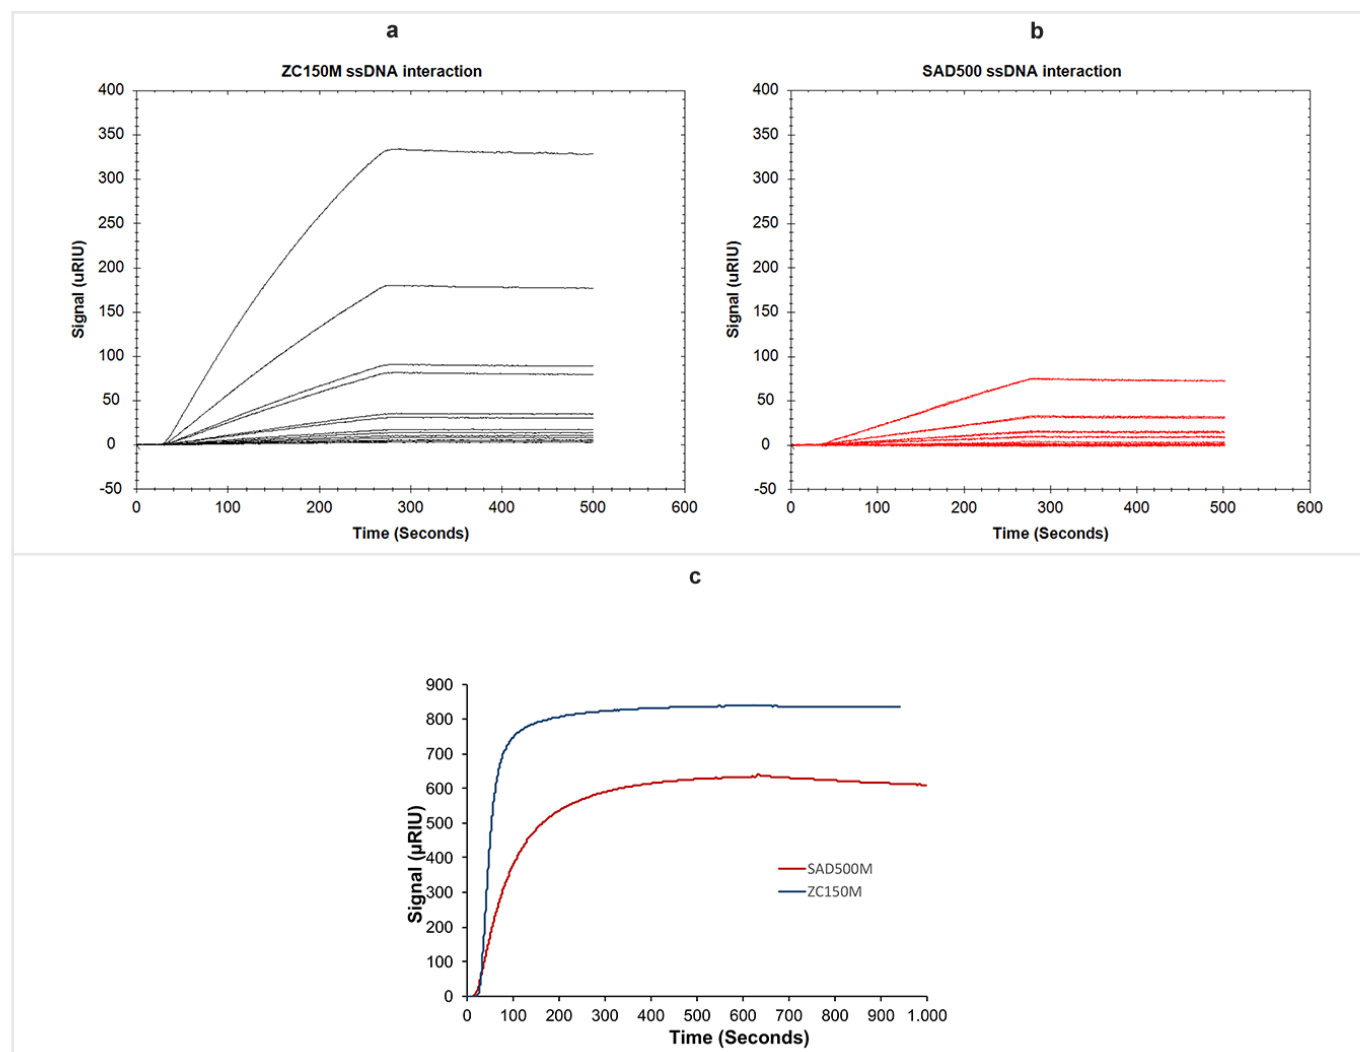 a
ZC150M ssDNA interaction
400
350
300
250
200
150
100
50
0
-50
Signal (uRIU)
0 100 200 300 400 500 600
Time (Seconds)
b
SAD500 ssDNA interaction
400
350
300
250
200
150
100
50
0
-50
Signal (uRIU)
0 100 200 300 400 500 600
Time (Seconds)
c
900
800
700
600
500
400
300
200
100
0
Signal (µRIU)
SAD500M
ZC150M
0 100 200 300 400 500 600 700 800 900 1.000
Time (Seconds)